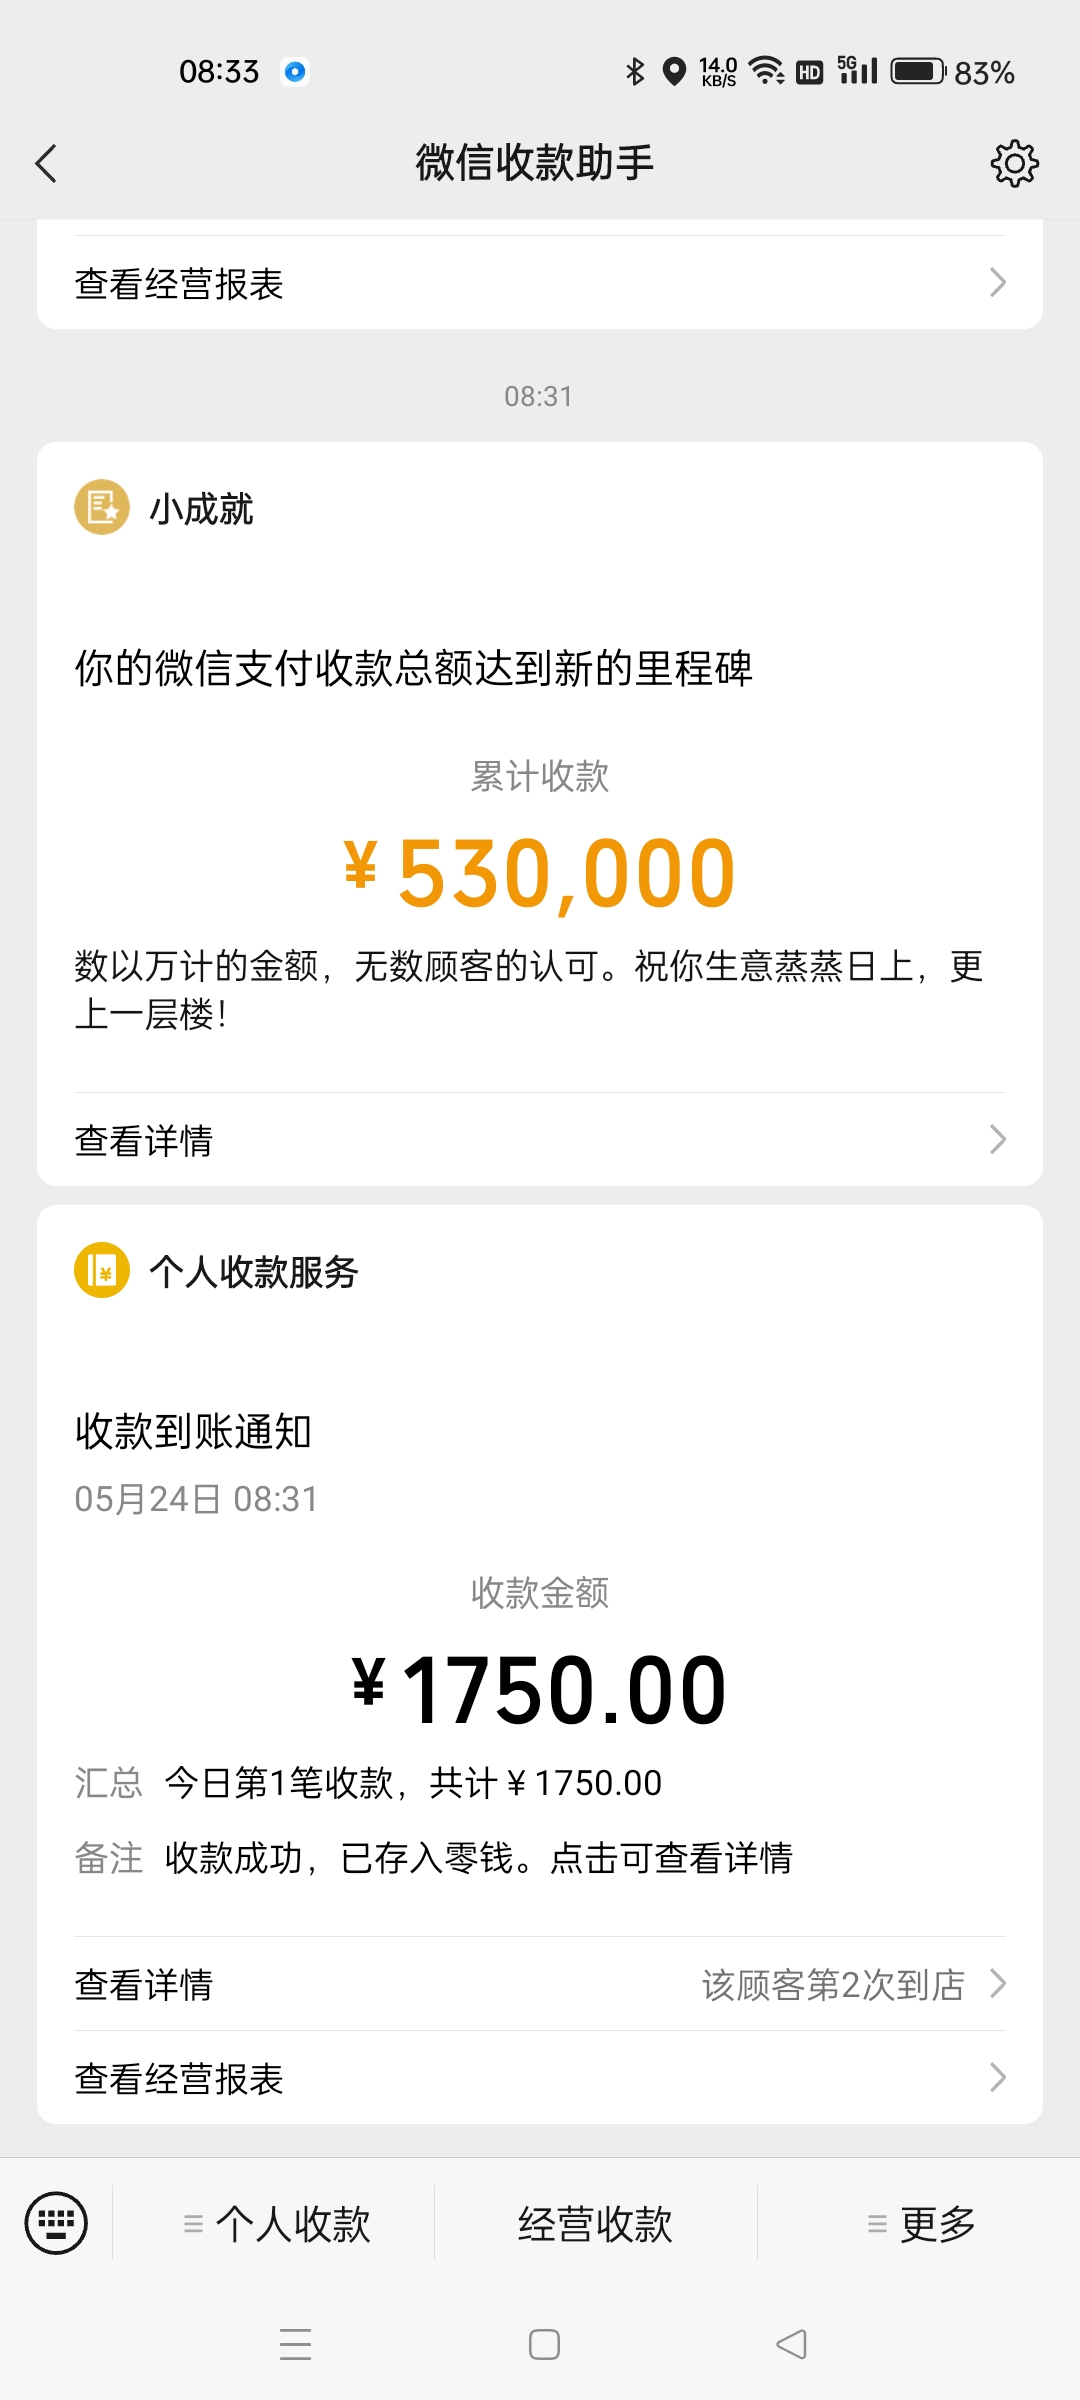 08:33
14.0 KB/S
HD
5G
83%
微信收款助手
查看经营报表
08:31
小成就
你的微信支付收款总额达到新的里程碑
累计收款
¥530,000
数以万计的金额，无数顾客的认可。祝你生意蒸蒸日上，更
上一层楼！
查看详情
个人收款服务
收款到账通知
05月24日 08:31
收款金额
¥1750.00
汇总 今日第1笔收款，共计¥1750.00
备注 收款成功，已存入零钱。点击可查看详情
查看详情 该顾客第2次到店
查看经营报表
个人收款 经营收款 更多